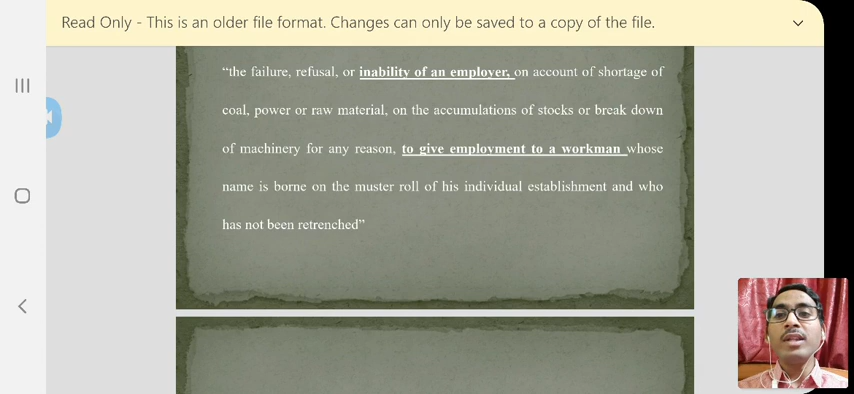 Read Only - This is an older file format. Changes can only be saved to a copy of the file.
“the failure, refusal, or inability of an employer, on account of shortage of
coal, power or raw material, on the accumulations of stocks or break down
of machinery for any reason, to give employment to a workman whose
name is borne on the muster roll of his individual establishment and who
has not been retrenched”